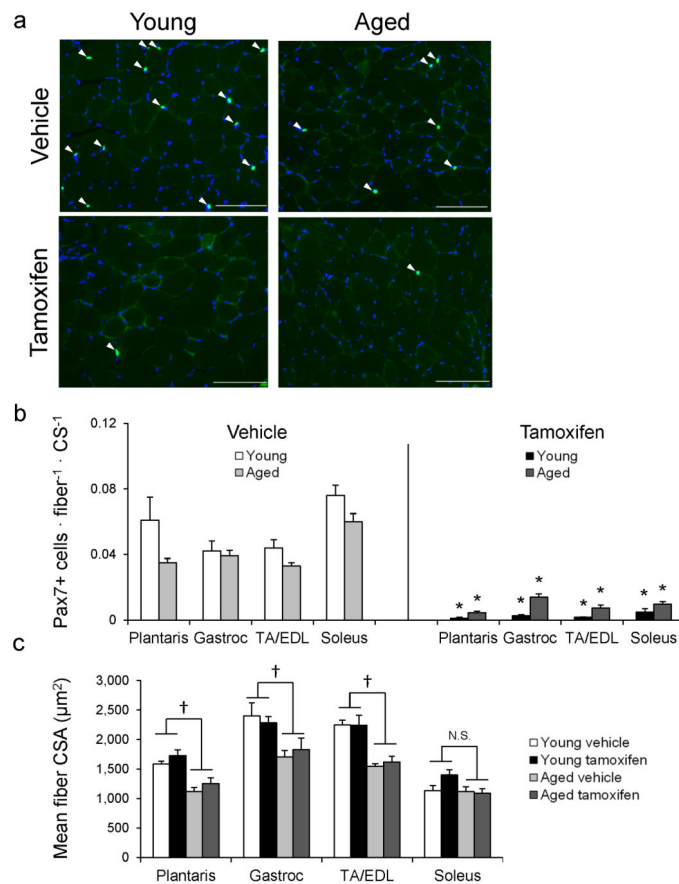 a
Young Aged
Vehicle
Tamoxifen
b
Pax7+ cells · fiber⁻¹ · CS⁻¹
0.12
0.08
0.04
0
Vehicle
Young
Aged
Tamoxifen
Young
Aged
* * * * * * * *
Plantaris Gastroc TA/EDL Soleus Plantaris Gastroc TA/EDL Soleus
c
Mean fiber CSA (µm²)
3,000
2,500
2,000
1,500
1,000
500
0
† † † N.S.
Plantaris Gastroc TA/EDL Soleus
Young vehicle
Young tamoxifen
Aged vehicle
Aged tamoxifen